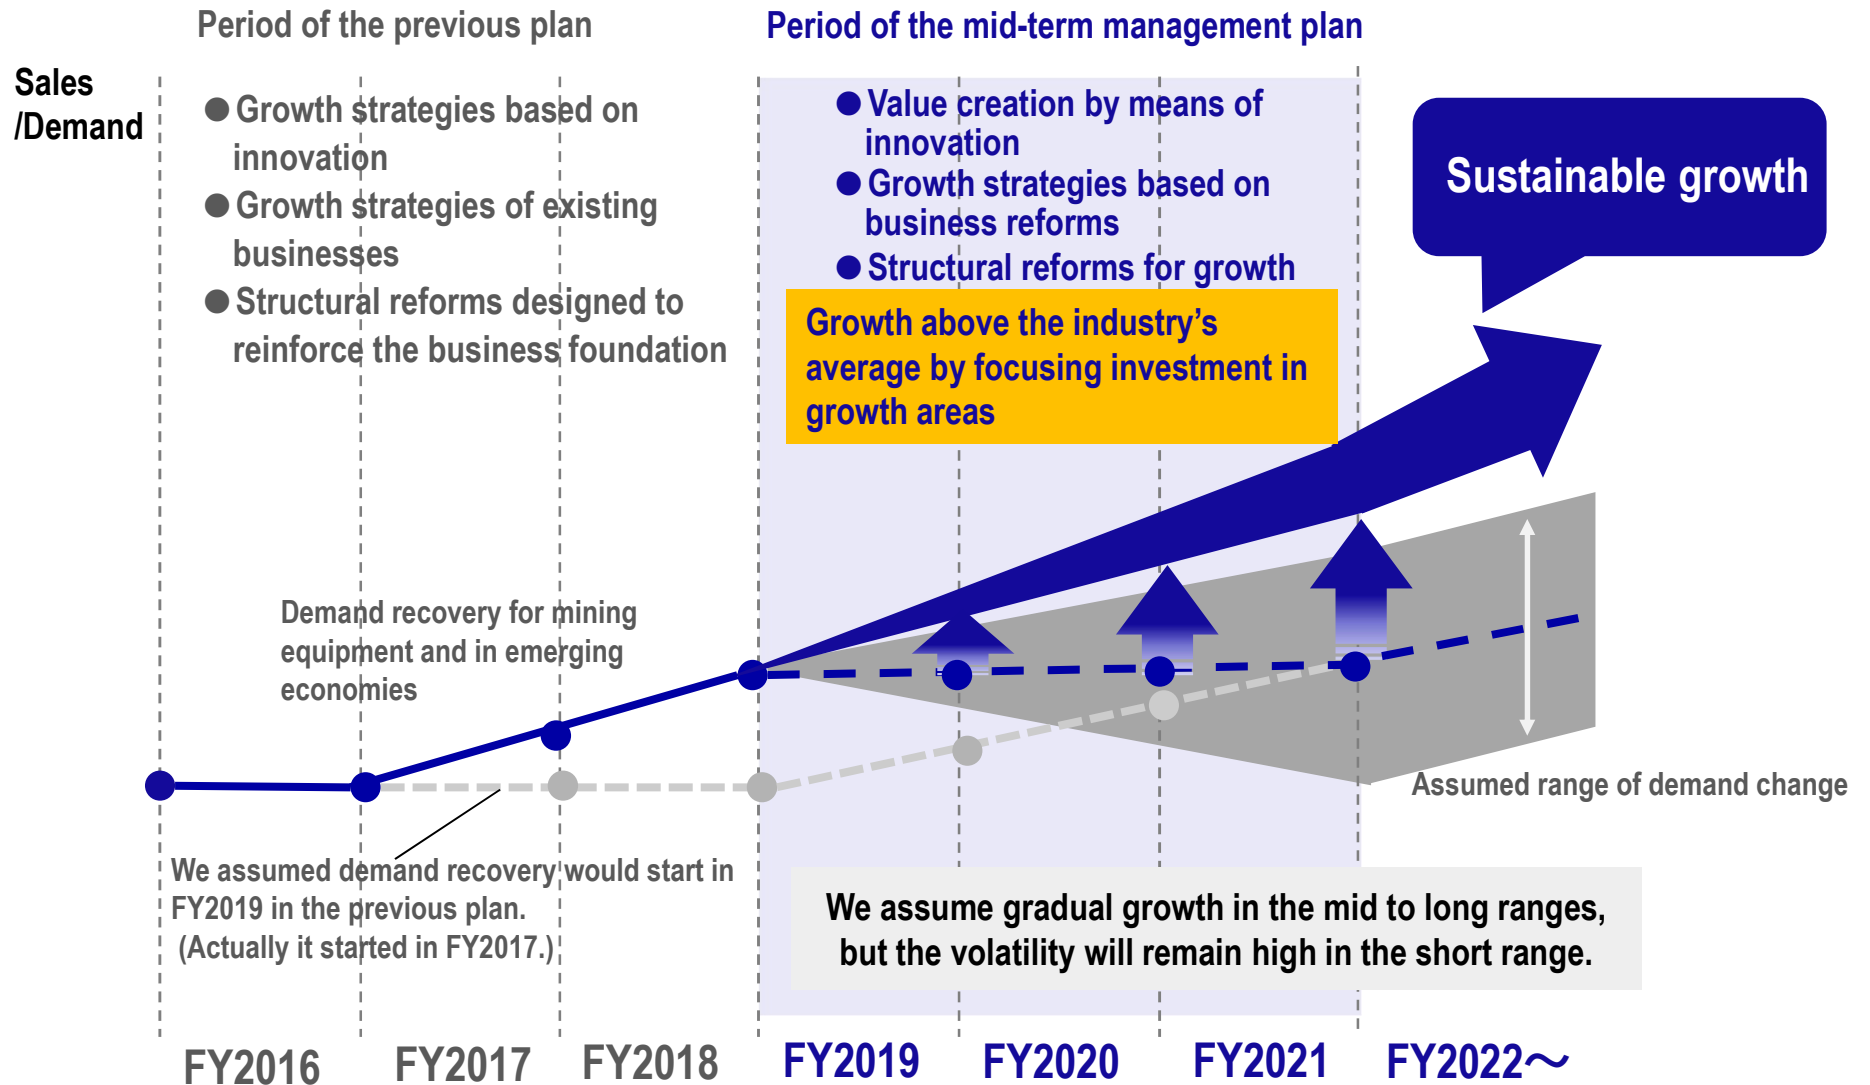 Period of the previous plan
Period of the mid-term management plan
Sales
/Demand
● Growth strategies based on
innovation
● Growth strategies of existing
businesses
● Structural reforms designed to
reinforce the business foundation
● Value creation by means of
innovation
● Growth strategies based on
business reforms
● Structural reforms for growth
Growth above the industry’s
average by focusing investment in
growth areas
Sustainable growth
Demand recovery for mining
equipment and in emerging
economies
Assumed range of demand change
We assumed demand recovery would start in
FY2019 in the previous plan.
(Actually it started in FY2017.)
We assume gradual growth in the mid to long ranges,
but the volatility will remain high in the short range.
FY2016
FY2017
FY2018
FY2019
FY2020
FY2021
FY2022～